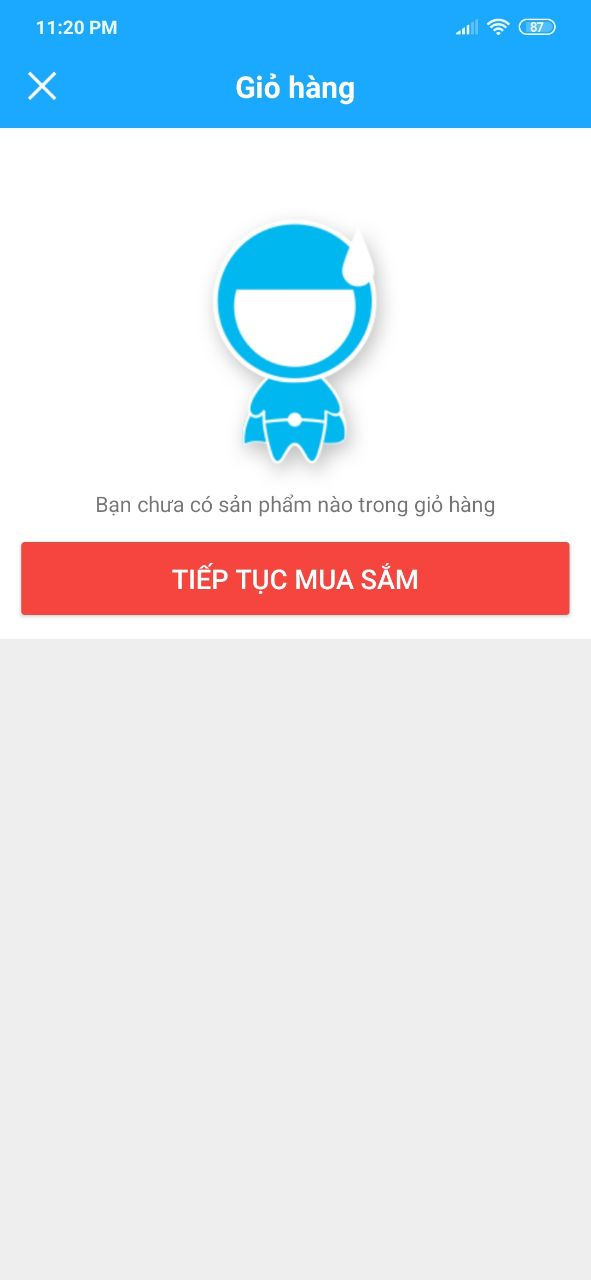 11:20 PM
87
Giỏ hàng
Bạn chưa có sản phẩm nào trong giỏ hàng
TIẾP TỤC MUA SẮM